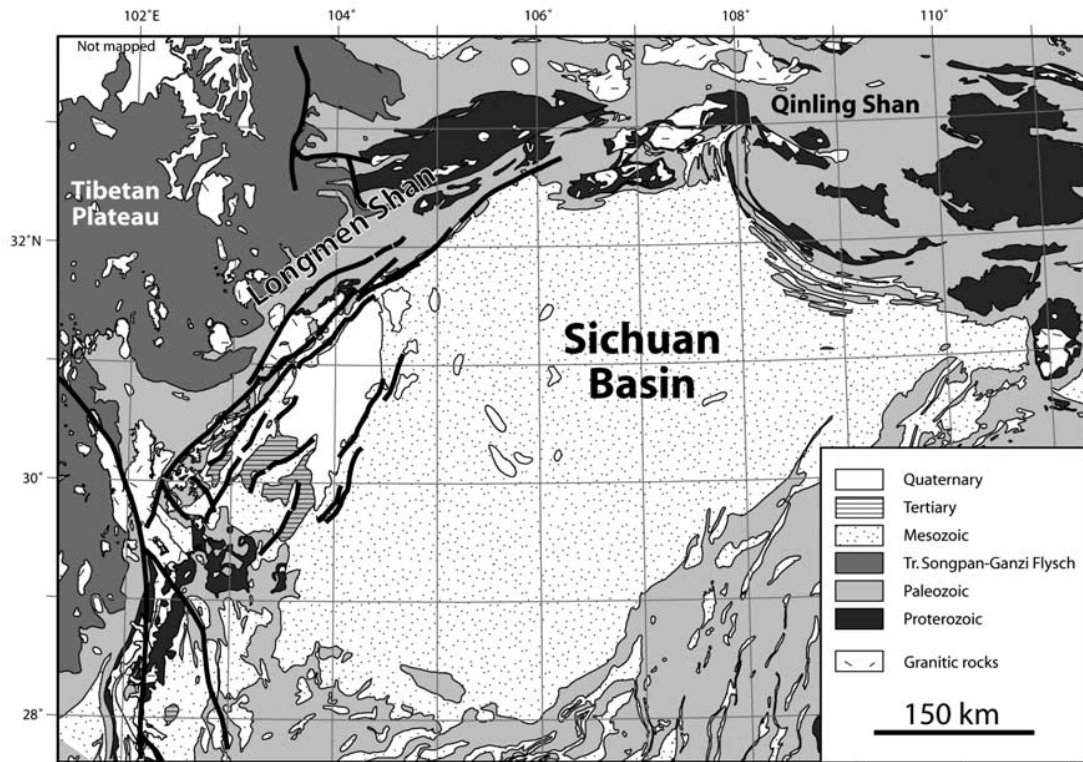 102°E
104°
106°
108°
110°
Not mapped
Qinling Shan
Tibetan
Plateau
Longmen Shan
32°N
Sichuan
Basin
30°
28°
Quaternary
Tertiary
Mesozoic
Tr. Songpan-Ganzi Flysch
Paleozoic
Proterozoic
Granitic rocks
150 km